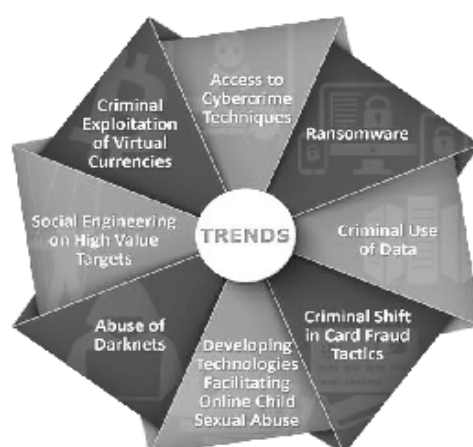 Access to
Cybercrime
Techniques
Ransomware
Criminal Use
of Data
Criminal Shift
in Card Fraud
Tactics
Developing
Technologies
Facilitating
Online Child
Sexual Abuse
Abuse of
Darknets
Social Engineering
on High Value
Targets
Criminal
Exploitation
of Virtual
Currencies
TRENDS